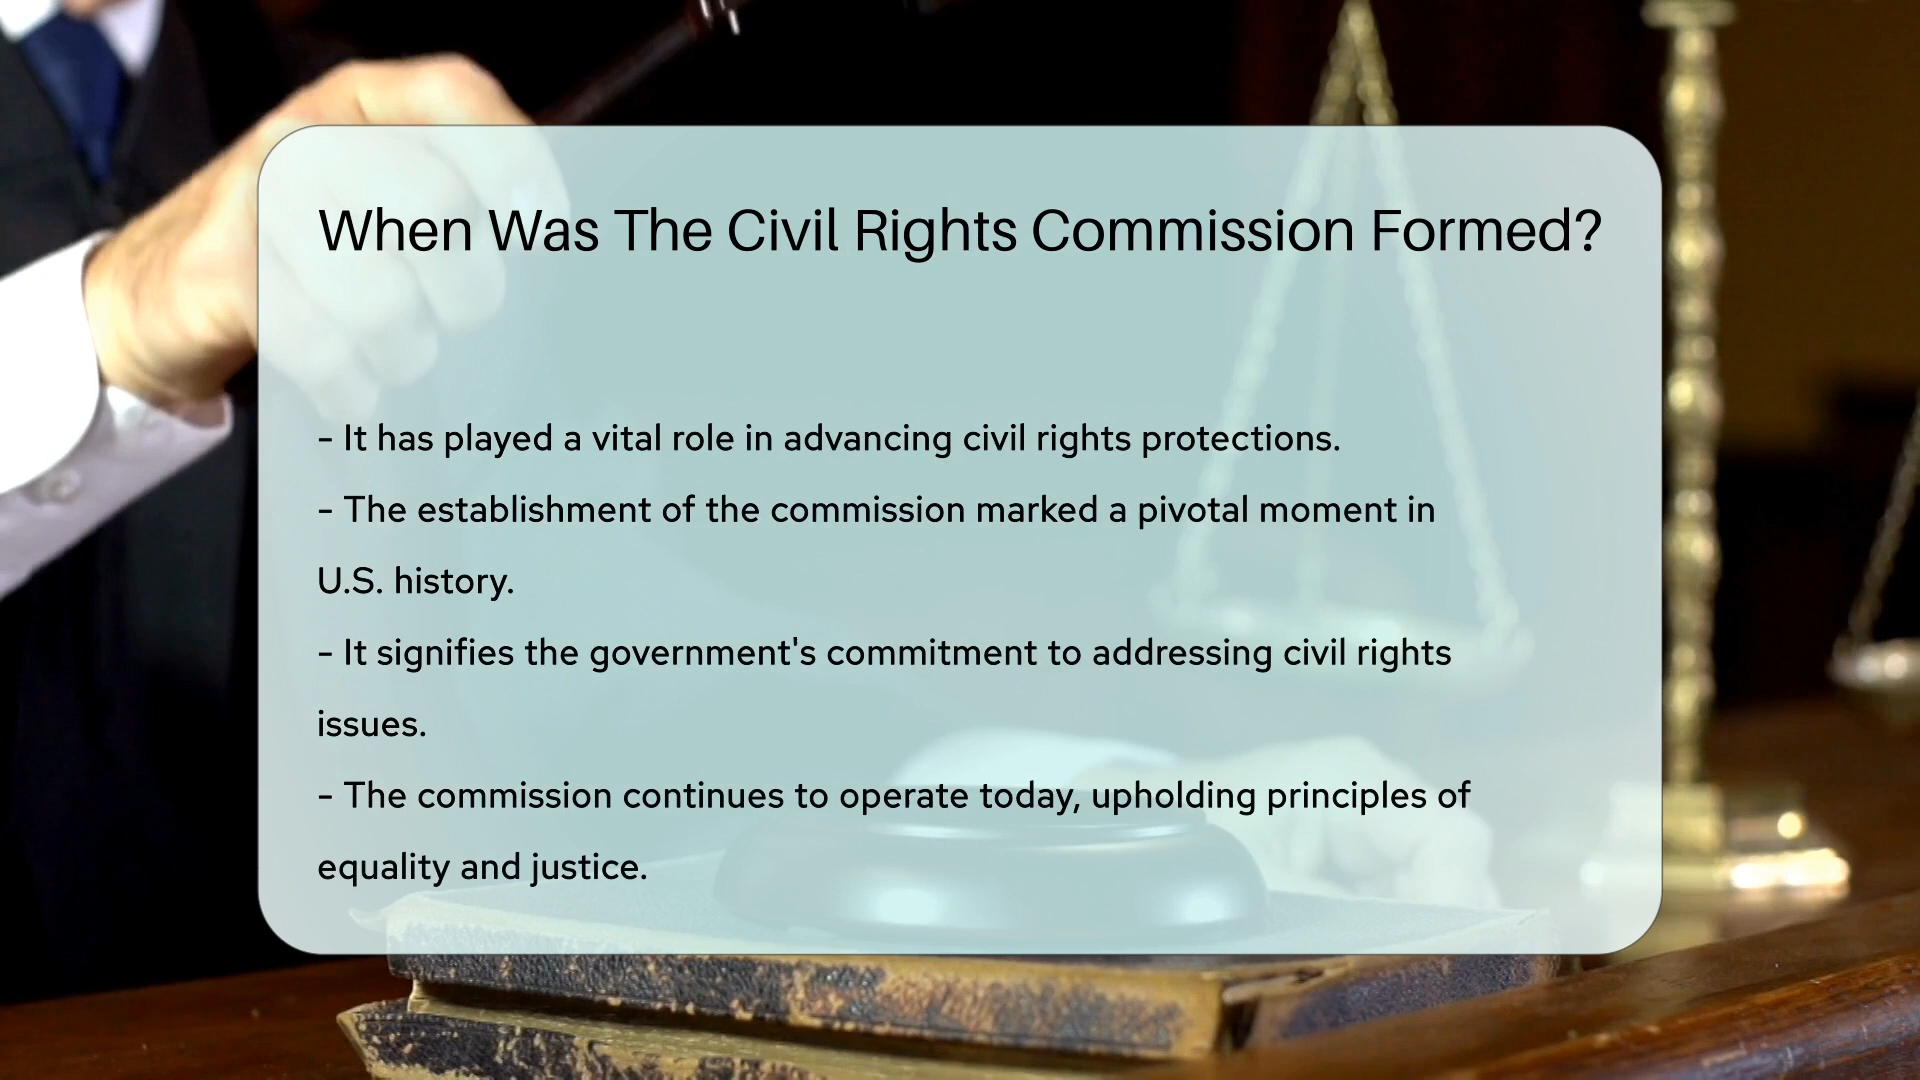 When Was The Civil Rights Commission Formed?
- It has played a vital role in advancing civil rights protections.
- The establishment of the commission marked a pivotal moment in
U.S. history.
- It signifies the government's commitment to addressing civil rights
issues.
- The commission continues to operate today, upholding principles of
equality and justice.